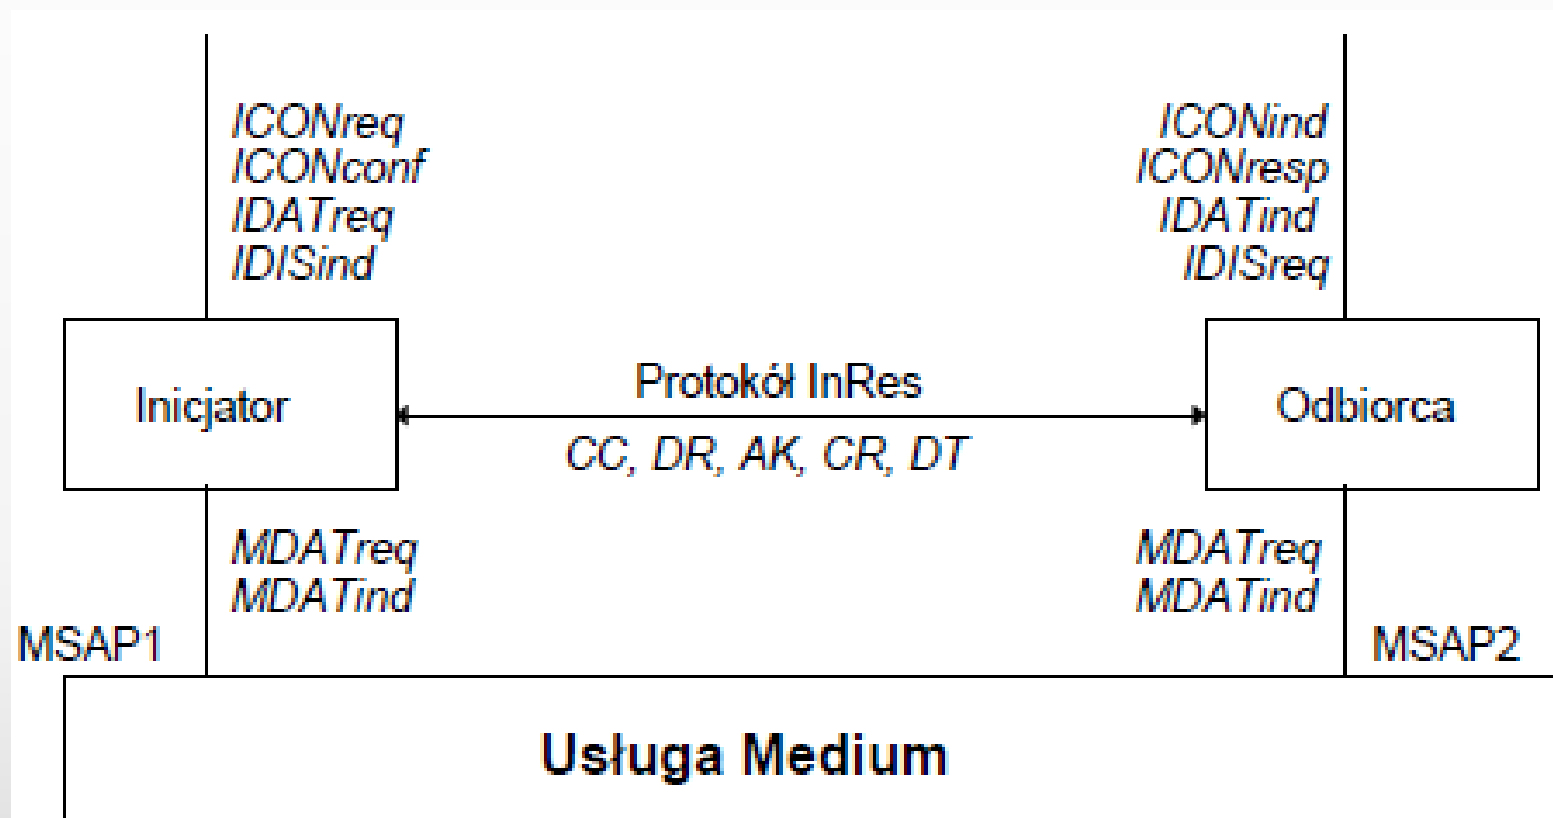 ICONreq
ICONconf
IDATreq
IDISind
ICONind
ICONresp
IDATind
IDISreq
Inicjator
Protokół InRes
CC, DR, AK, CR, DT
Odbiorca
MDATreq
MDATind
MDATreq
MDATind
MSAP1
MSAP2
Usługa Medium